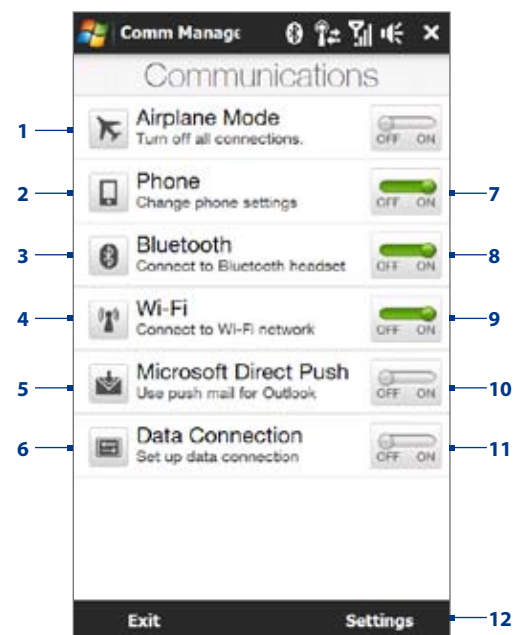 Comm Manage
Communications
1 Airplane Mode
Turn off all connections.
OFF ON
2 Phone 7
Change phone settings
OFF ON
3 Bluetooth 8
Connect to Bluetooth headset
OFF ON
4 Wi-Fi 9
Connect to Wi-Fi network
OFF ON
5 Microsoft Direct Push 10
Use push mail for Outlook
OFF ON
6 Data Connection 11
Set up data connection
OFF ON
Exit Settings 12